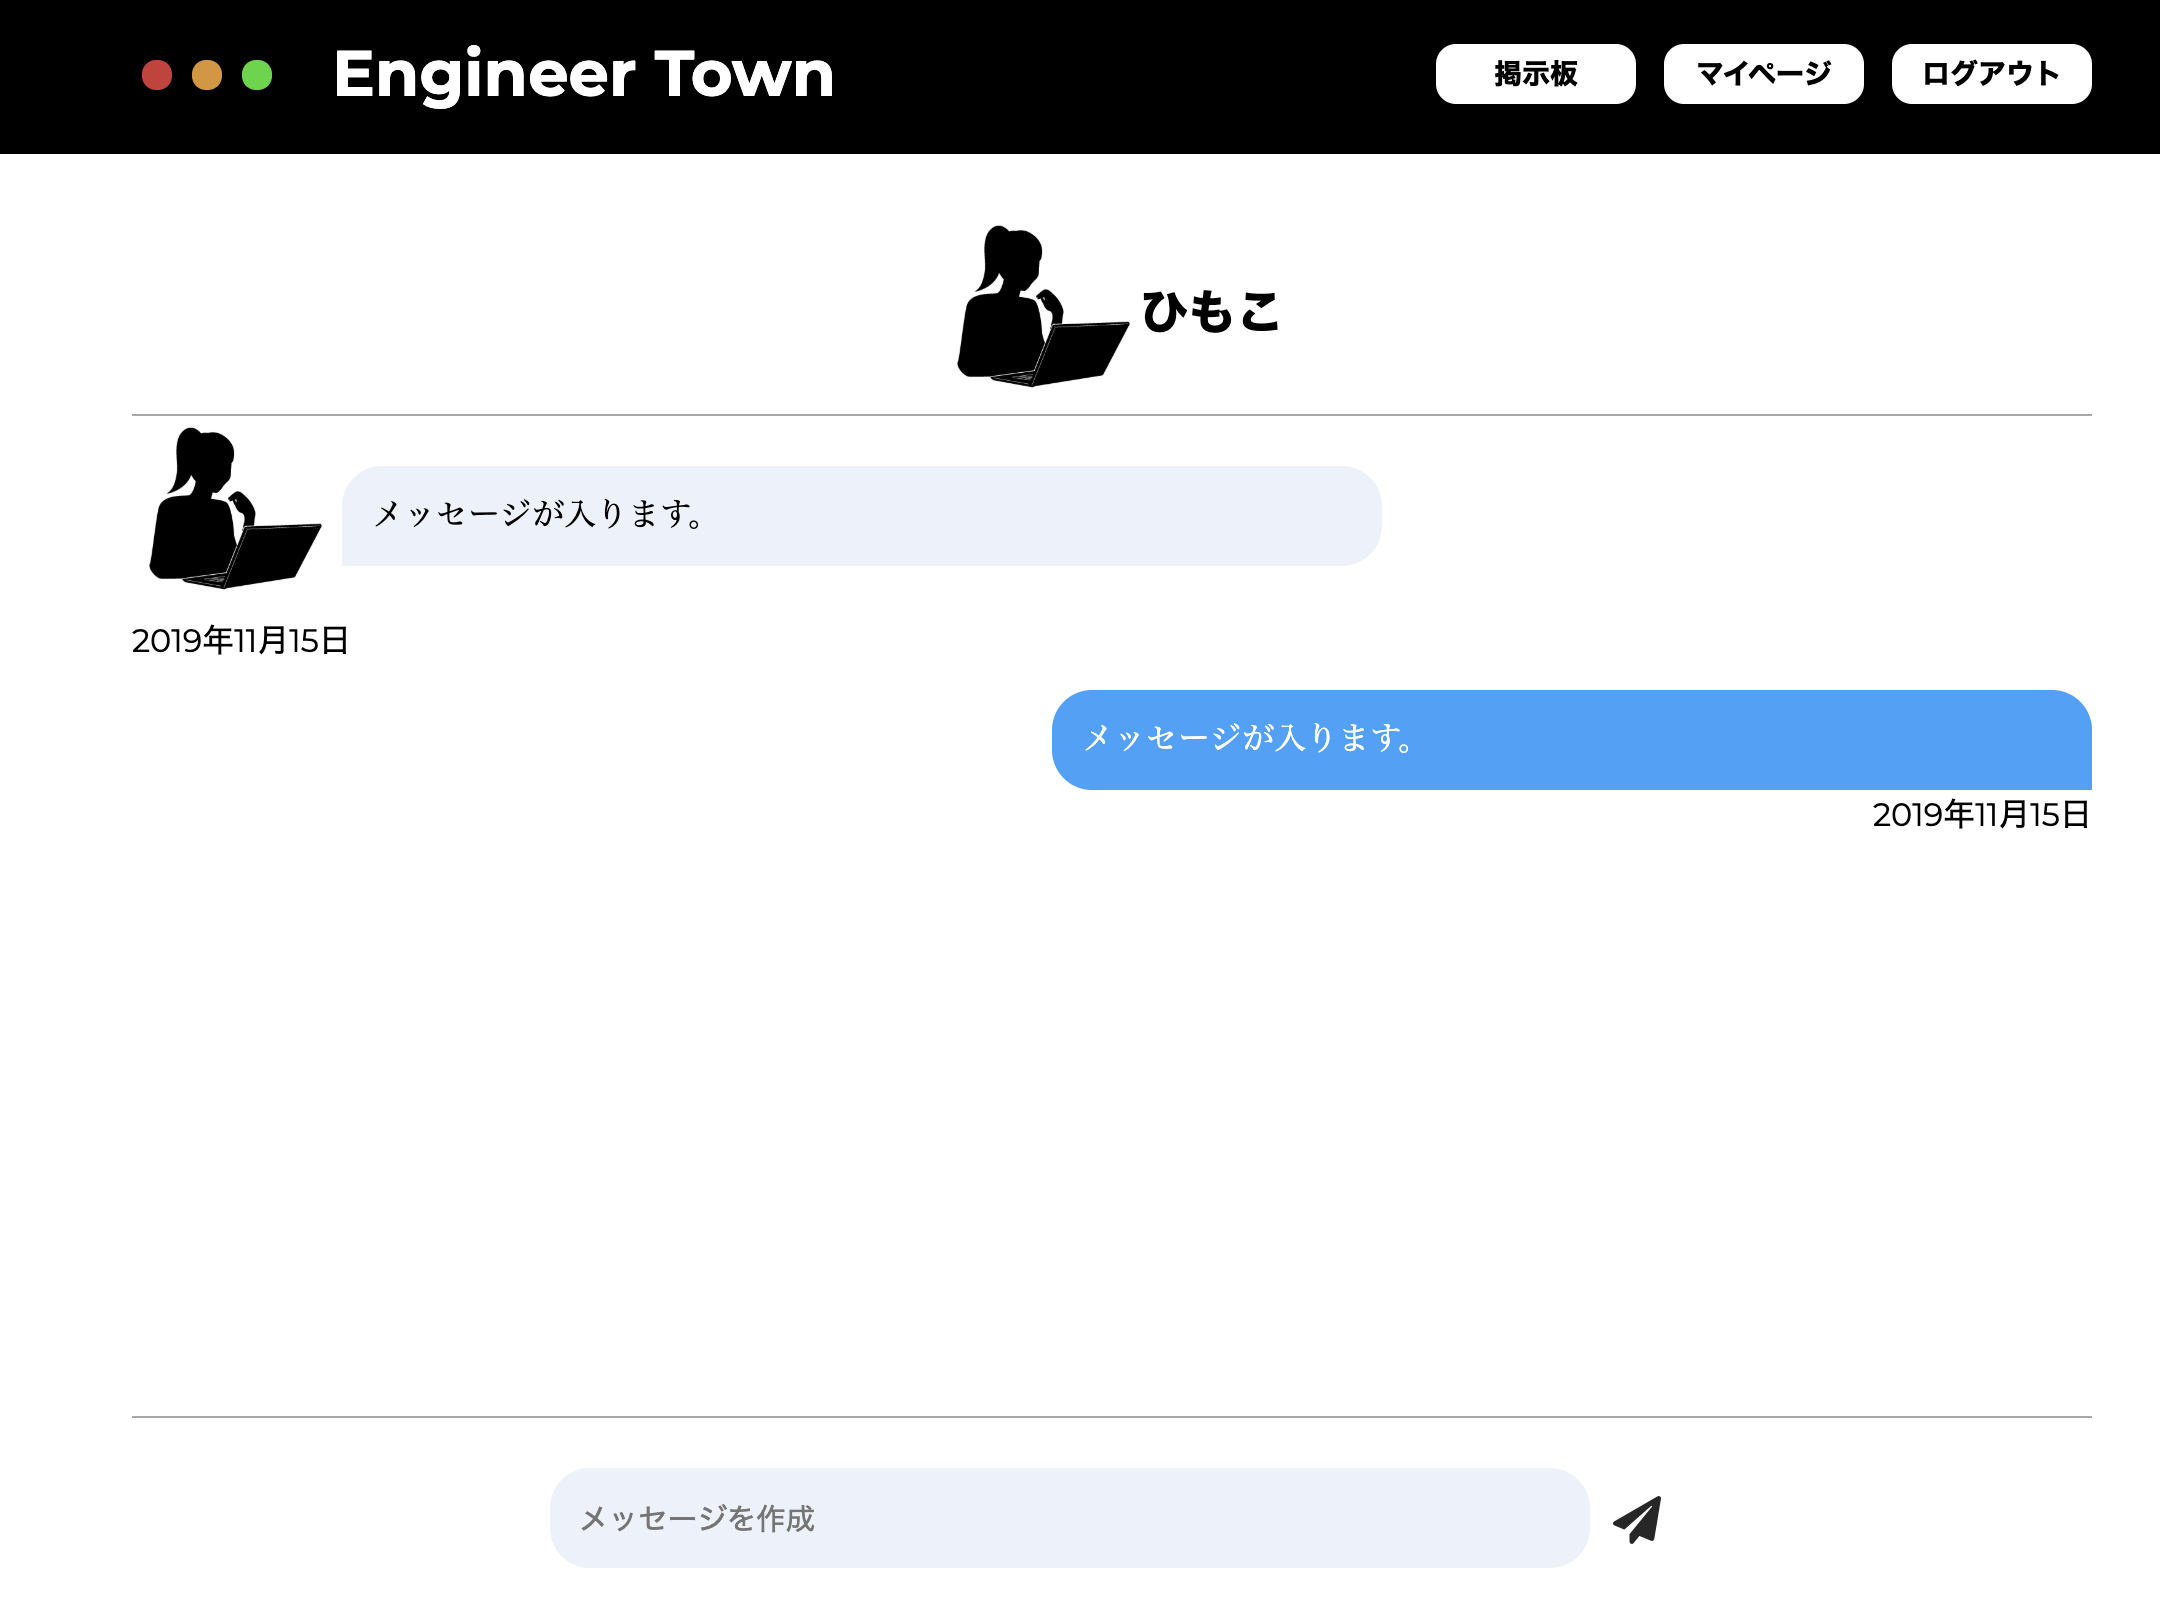 Engineer Town
掲示板
マイページ
ログアウト
ひもこ
メッセージが入ります。
2019年11月15日
メッセージが入ります。
2019年11月15日
メッセージを作成